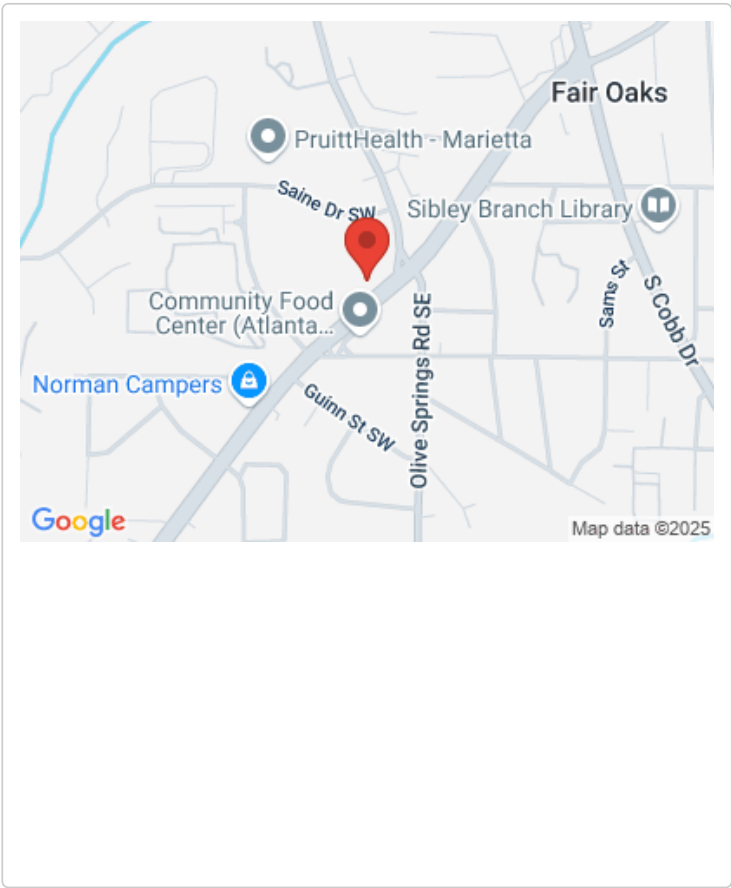 Fair Oaks
PruittHealth - Marietta
Saine Dr SW
Sibley Branch Library
Sams St
S Cobb Dr
Community Food
Center (Atlanta...
Olive Springs Rd SE
Norman Campers
Guinn St SW
Google
Map data ©2025